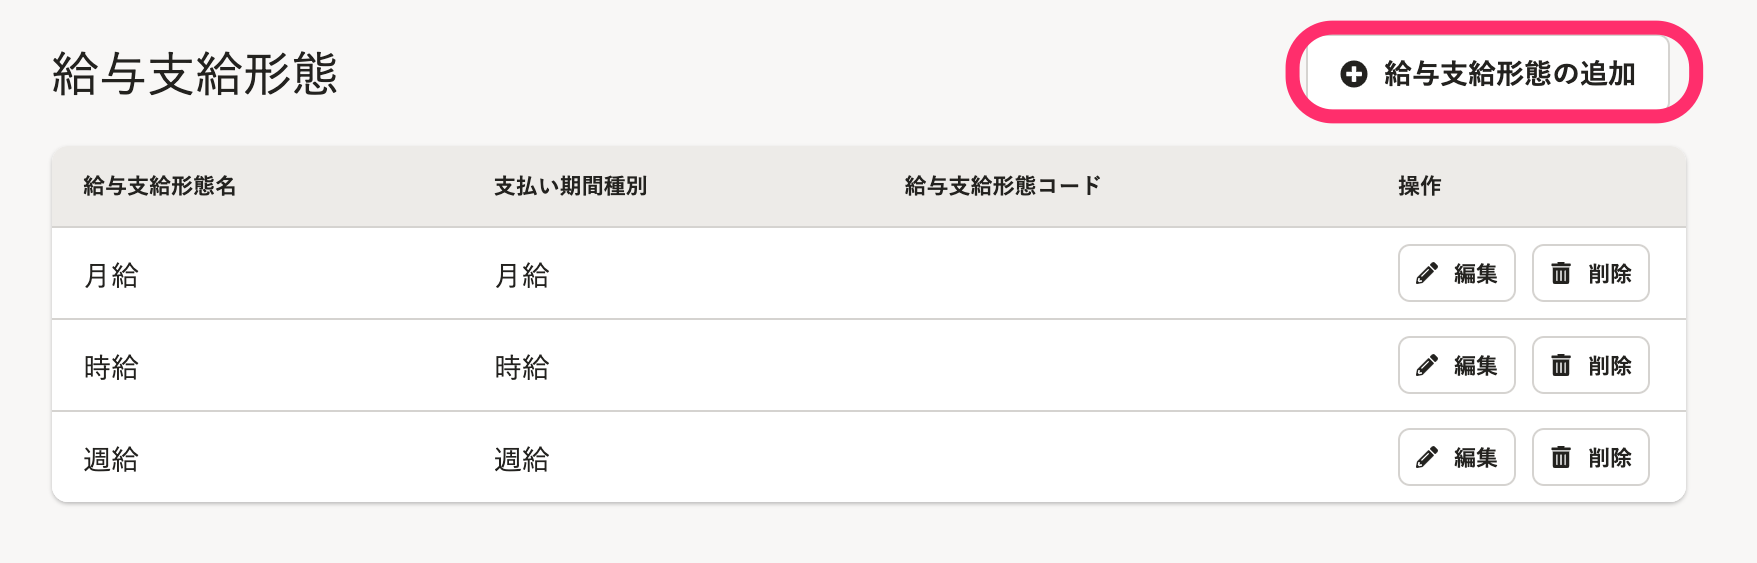 給与支給形態
給与支給形態の追加
給与支給形態名 支払い期間種別 給与支給形態コード 操作
月給 月給 編集 削除
時給 時給 編集 削除
週給 週給 編集 削除